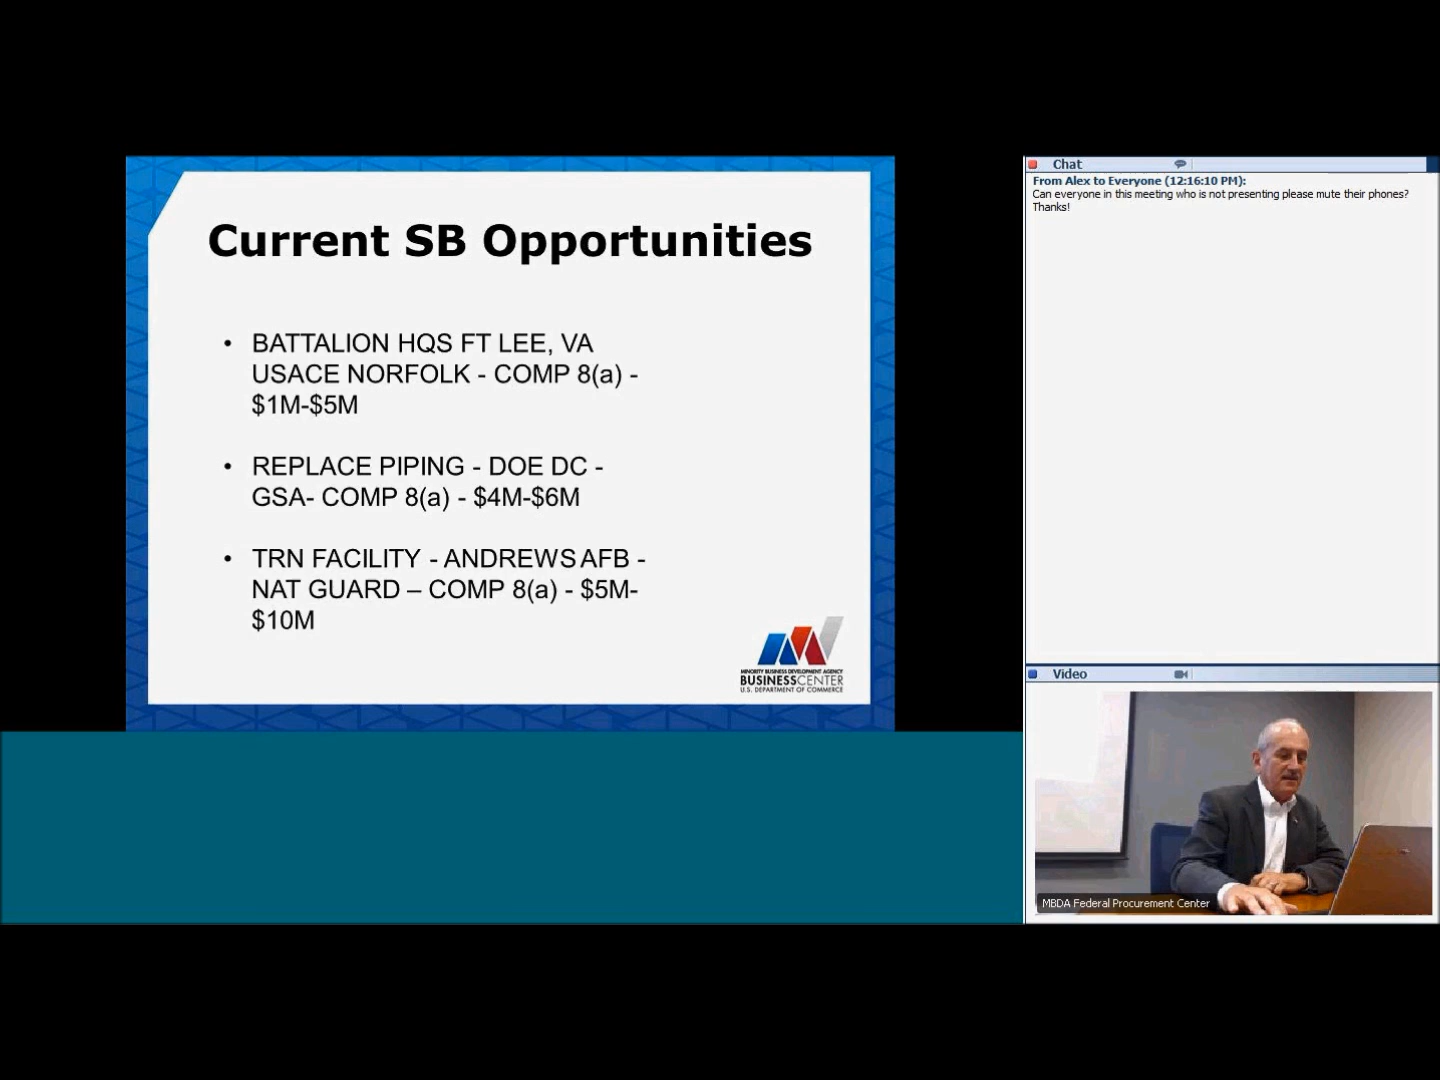 Current SB Opportunities
• BATTALION HQS FT LEE, VA
USACE NORFOLK - COMP 8(a) -
$1M-$5M
• REPLACE PIPING - DOE DC -
GSA- COMP 8(a) - $4M-$6M
• TRN FACILITY - ANDREWS AFB -
NAT GUARD – COMP 8(a) - $5M-
$10M
MINORITY BUSINESS DEVELOPMENT AGENCY
BUSINESSCENTER
U.S. DEPARTMENT OF COMMERCE
Chat
From Alex to Everyone (12:16:10 PM):
Can everyone in this meeting who is not presenting please mute their phones?
Thanks!
Video
MBDA Federal Procurement Center